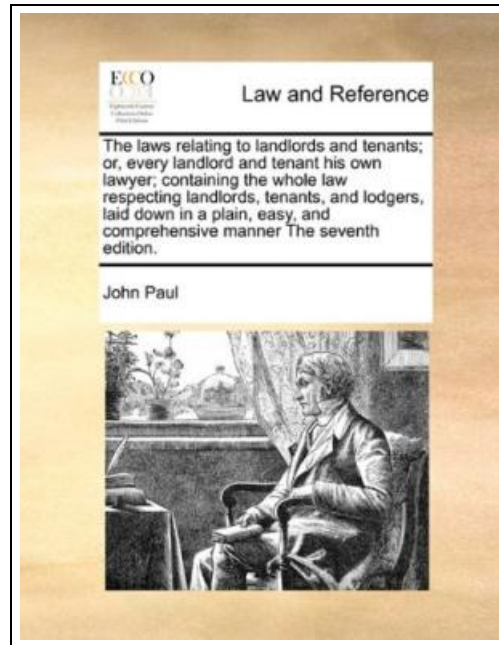 ECCO
Law and Reference
The laws relating to landlords and tenants;
or, every landlord and tenant his own
lawyer; containing the whole law
respecting landlords, tenants, and lodgers,
laid down in a plain, easy, and
comprehensive manner The seventh
edition.
John Paul